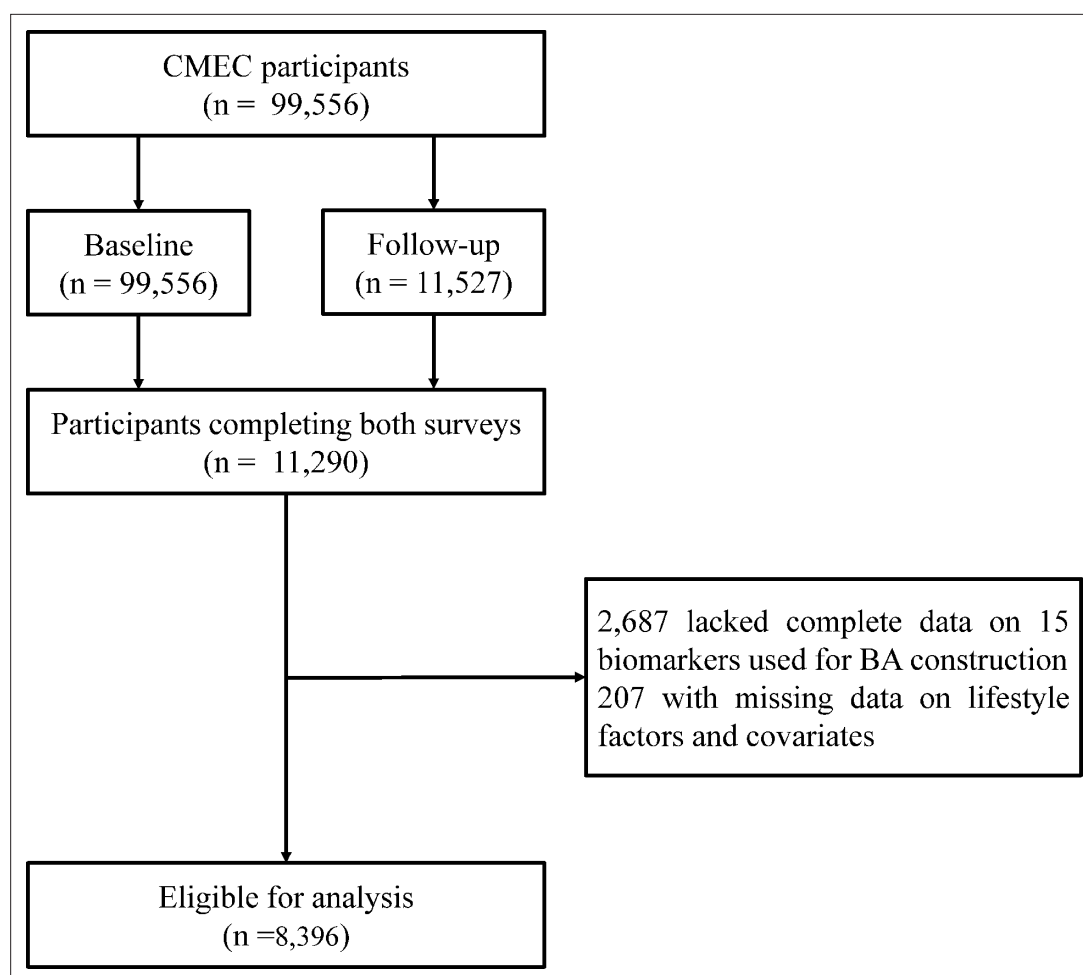 CMEC participants
(n = 99,556)
Baseline
(n = 99,556)
Follow-up
(n = 11,527)
Participants completing both surveys
(n = 11,290)
2,687 lacked complete data on 15
biomarkers used for BA construction
207 with missing data on lifestyle
factors and covariates
Eligible for analysis
(n =8,396)